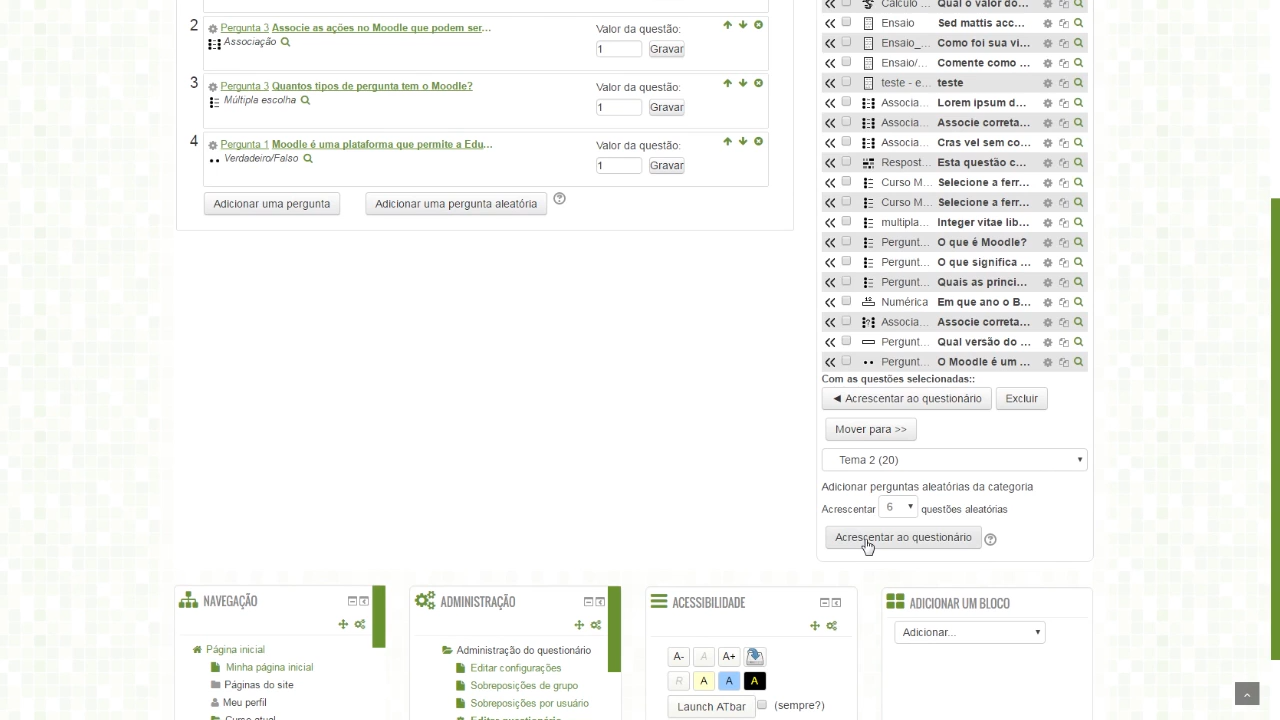 Cálculo ... Qual o valor do...
2 Pergunta 3 Associe as ações no Moodle que podem ser...
Associação
Valor da questão:
1 Gravar
3 Pergunta 3 Quantos tipos de pergunta tem o Moodle?
Múltipla escolha
Valor da questão:
1 Gravar
4 Pergunta 1 Moodle é uma plataforma que permite a Edu...
Verdadeiro/Falso
Valor da questão:
1 Gravar
Adicionar uma pergunta Adicionar uma pergunta aleatória
Ensaio Sed mattis acc...
Ensaio_... Como foi sua vi...
Ensaio/... Comente como ...
teste - e... teste
Associa... Lorem ipsum d...
Associa... Associe correta...
Associa... Cras vel sem co...
Respost... Esta questão c...
Curso M... Selecione a ferr...
Curso M... Selecione a ferr...
multipla... Integer vitae lib...
Pergunt... O que é Moodle?
Pergunt... O que significa ...
Pergunt... Quais as princi...
Numérica Em que ano o B...
Associa... Associe correta...
Pergunt... Qual versão do ...
Pergunt... O Moodle é um ...
Com as questões selecionadas::
◄ Acrescentar ao questionário Excluir
Mover para >>
Tema 2 (20)
Adicionar perguntas aleatórias da categoria
Acrescentar 6 questões aleatórias
Acrescentar ao questionário
NAVEGAÇÃO
Página inicial
Minha página inicial
Páginas do site
Meu perfil
Curso atual
ADMINISTRAÇÃO
Administração do questionário
Editar configurações
Sobreposições de grupo
Sobreposições por usuário
Editar questionário
ACESSIBILIDADE
A- A A+
R A A A
Launch ATbar (sempre?)
ADICIONAR UM BLOCO
Adicionar...